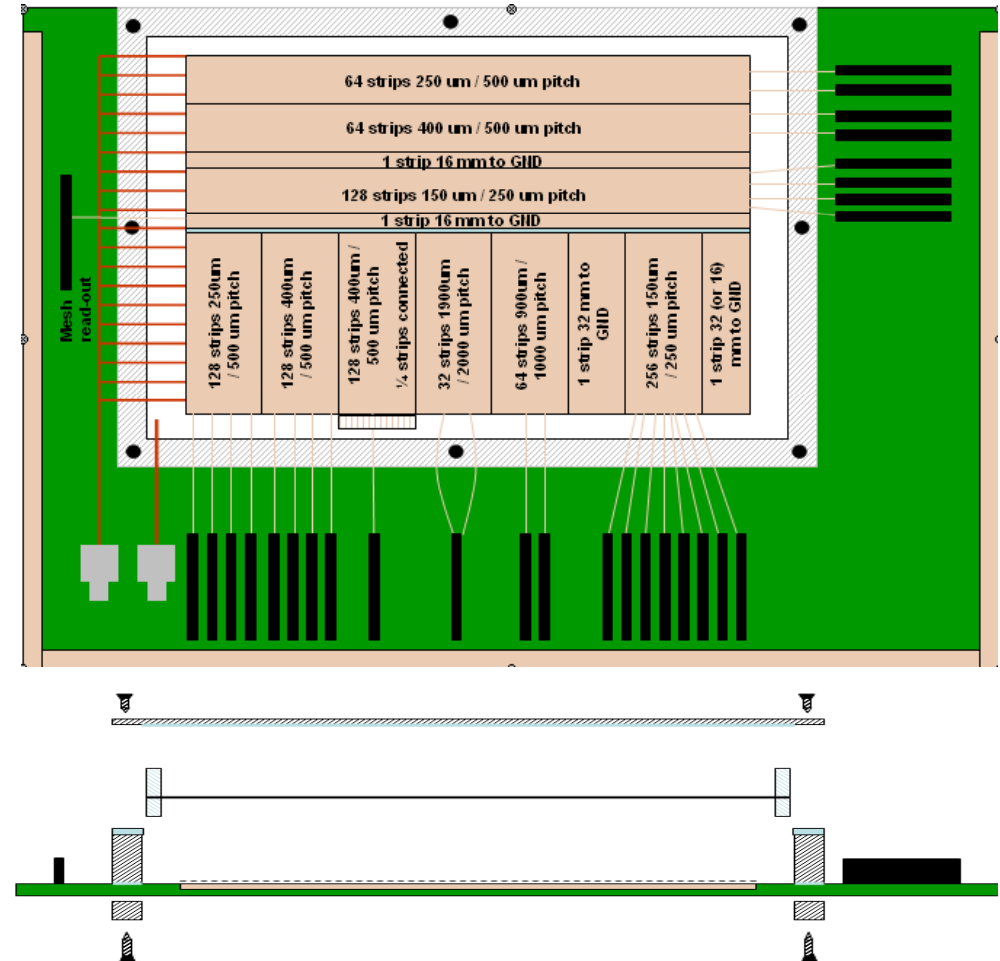 64 strips 250 um / 500 um pitch
64 strips 400 um / 500 um pitch
1 strip 16 mm to GND
128 strips 150 um / 250 um pitch
1 strip 16 mm to GND
Mesh
read-out
128 strips 250um
/ 500 um pitch
128 strips 400um
/ 500 um pitch
128 strips 400um /
500 um pitch
¼ strips connected
32 strips 1900um
/ 2000 um pitch
64 strips 900um /
1000 um pitch
1 strip 32 mm to
GND
256 strips 150um
/ 250 um pitch
1 strip 32 (or 16)
mm to GND